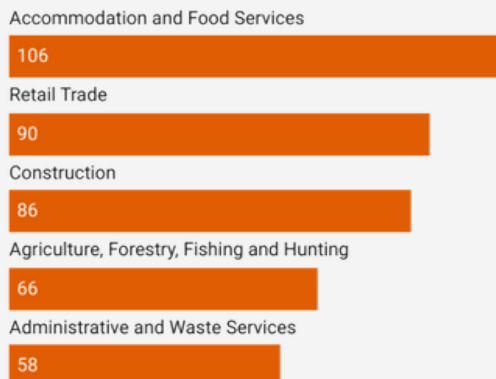 Accommodation and Food Services
106
Retail Trade
90
Construction
86
Agriculture, Forestry, Fishing and Hunting
66
Administrative and Waste Services
58